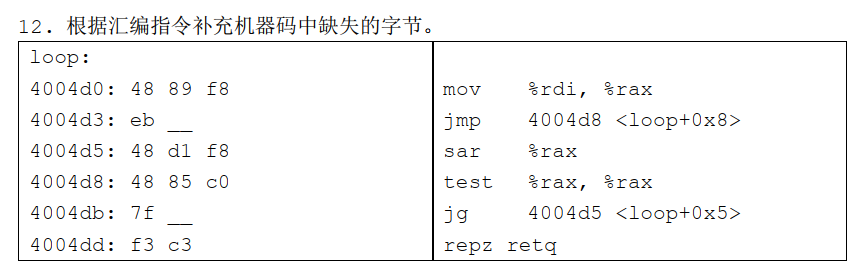 12. 根据汇编指令补充机器码中缺失的字节。
loop:
4004d0: 48 89 f8 mov %rdi, %rax
4004d3: eb __ jmp 4004d8 <loop+0x8>
4004d5: 48 d1 f8 sar %rax
4004d8: 48 85 c0 test %rax, %rax
4004db: 7f __ jg 4004d5 <loop+0x5>
4004dd: f3 c3 repz retq